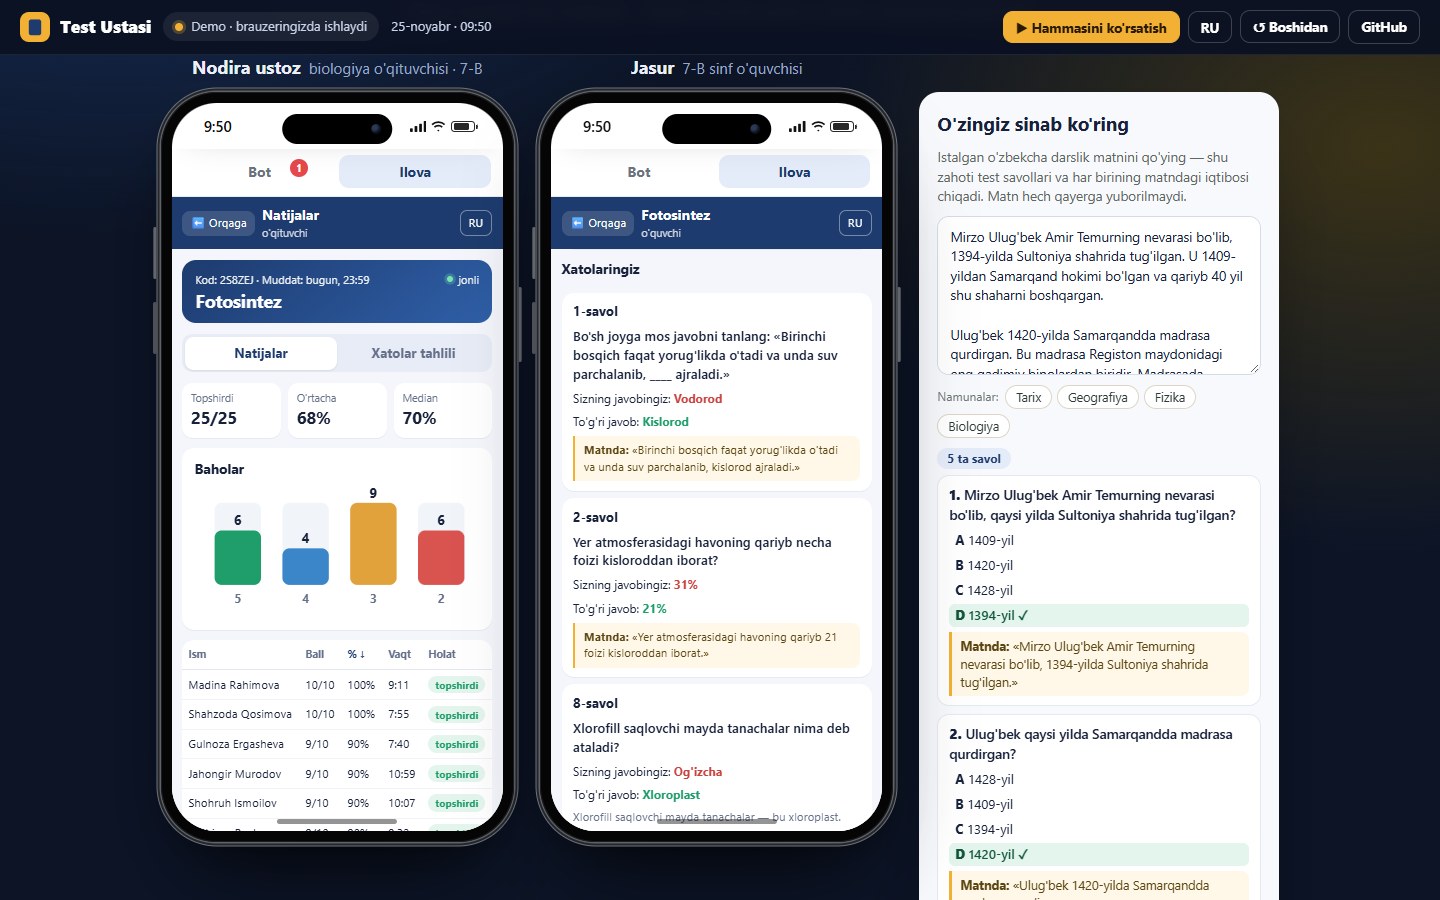 Test Ustasi
Demo · brauzeringizda ishlaydi
25-noyabr · 09:50
▶ Hammasini ko'rsatish
RU
↺ Boshidan
GitHub
Nodira ustoz biologiya o'qituvchisi · 7-B
9:50
Bot 1
Ilova
Orqaga
Natijalar
o'qituvchi
RU
Kod: 2S8ZEJ · Muddat: bugun, 23:59
jonli
Fotosintez
Natijalar
Xatolar tahlili
Topshirdi
25/25
O'rtacha
68%
Median
70%
Baholar
6
4
9
6
5
4
3
2
Ism Ball % ↓ Vaqt Holat
Madina Rahimova 10/10 100% 9:11 topshirdi
Shahzoda Qosimova 10/10 100% 7:55 topshirdi
Gulnoza Ergasheva 9/10 90% 7:40 topshirdi
Jahongir Murodov 9/10 90% 10:59 topshirdi
Shohruh Ismoilov 9/10 90% 10:07 topshirdi
Jasur 7-B sinf o'quvchisi
9:50
Bot
Ilova
Orqaga
Fotosintez
o'quvchi
RU
Xatolaringiz
1-savol
Bo'sh joyga mos javobni tanlang: «Birinchi
bosqich faqat yorug'likda o'tadi va unda suv
parchalanib, ____ ajraladi.»
Sizning javobingiz: Vodorod
To'g'ri javob: Kislorod
Matnda: «Birinchi bosqich faqat yorug'likda o'tadi
va unda suv parchalanib, kislorod ajraladi.»
2-savol
Yer atmosferasidagi havoning qariyb necha
foizi kisloroddan iborat?
Sizning javobingiz: 31%
To'g'ri javob: 21%
Matnda: «Yer atmosferasidagi havoning qariyb 21
foizi kisloroddan iborat.»
8-savol
Xlorofill saqlovchi mayda tanachalar nima deb
ataladi?
Sizning javobingiz: Og'izcha
To'g'ri javob: Xloroplast
Xlorofill saqlovchi mayda tanachalar — bu xloroplast.
O'zingiz sinab ko'ring
Istalgan o'zbekcha darslik matnini qo'ying — shu
zahoti test savollari va har birining matndagi iqtibosi
chiqadi. Matn hech qayerga yuborilmaydi.
Mirzo Ulug'bek Amir Temurning nevarasi bo'lib,
1394-yilda Sultoniya shahrida tug'ilgan. U 1409-
yildan Samarqand hokimi bo'lgan va qariyb 40 yil
shu shaharni boshqargan.
Ulug'bek 1420-yilda Samarqandda madrasa
qurdirgan. Bu madrasa Registon maydonidagi
eng qadimiy binolardan biridir. Madrasada
Namunalar: Tarix Geografiya Fizika
Biologiya
5 ta savol
1. Mirzo Ulug'bek Amir Temurning nevarasi
bo'lib, qaysi yilda Sultoniya shahrida tug'ilgan?
A 1409-yil
B 1420-yil
C 1428-yil
D 1394-yil ✓
Matnda: «Mirzo Ulug'bek Amir Temurning
nevarasi bo'lib, 1394-yilda Sultoniya shahrida
tug'ilgan.»
2. Ulug'bek qaysi yilda Samarqandda madrasa
qurdirgan?
A 1428-yil
B 1409-yil
C 1394-yil
D 1420-yil ✓
Matnda: «Ulug'bek 1420-yilda Samarqandda